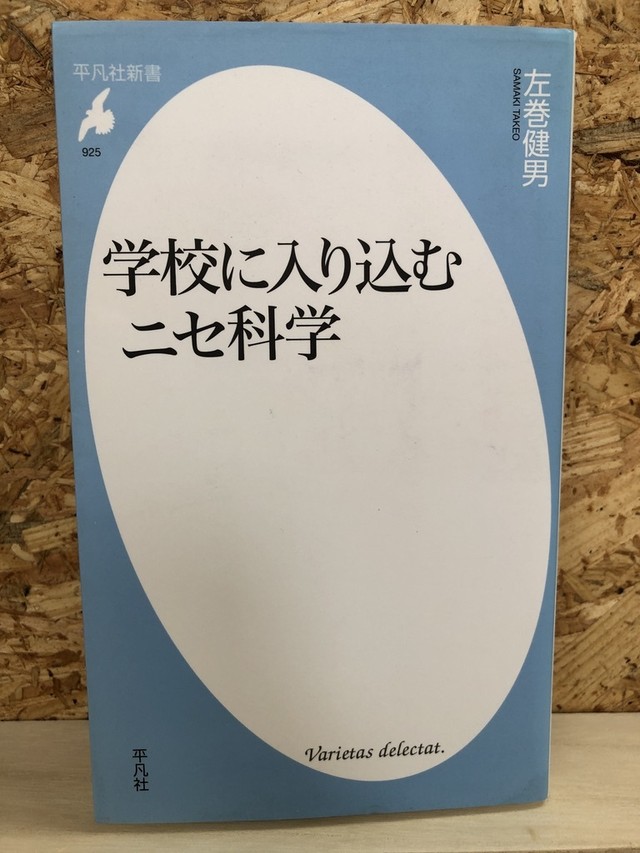 平凡社新書
925
左巻健男
SAMAKI TAKEO
学校に入り込む
ニセ科学
Varietas delectat.
平凡社